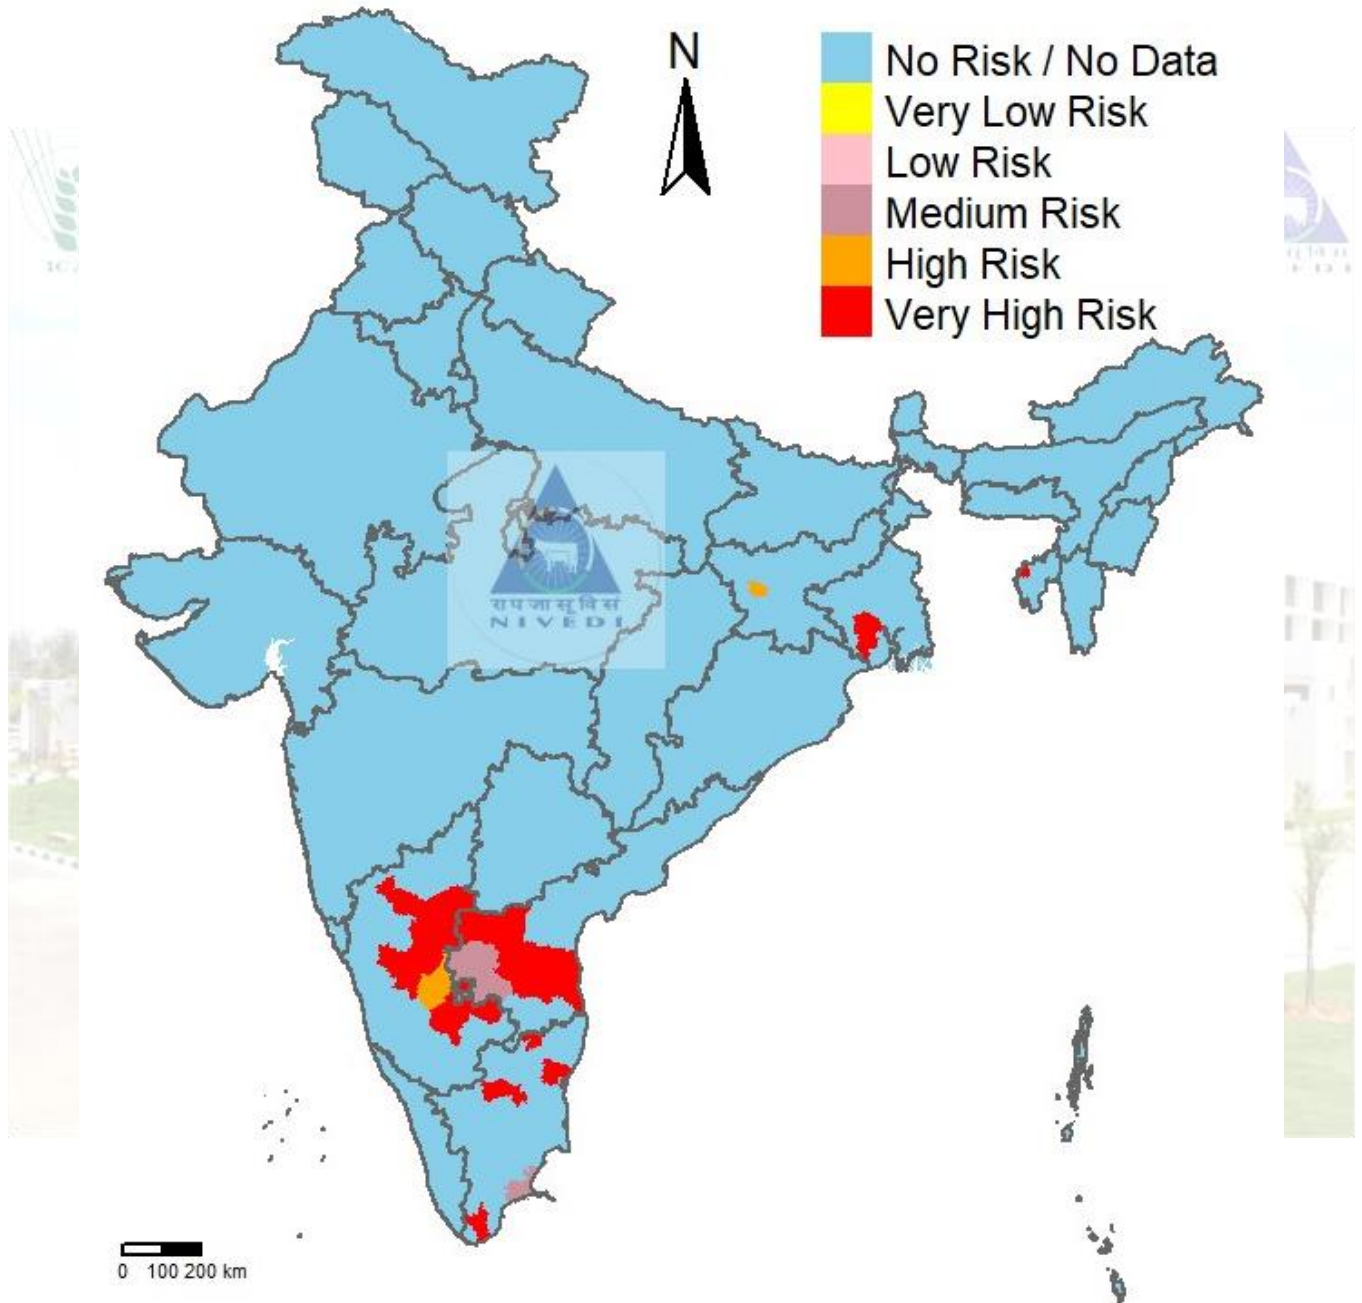 N
No Risk / No Data
Very Low Risk
Low Risk
Medium Risk
High Risk
Very High Risk
रापजासूविसं
NIVEDI
0 100 200 km